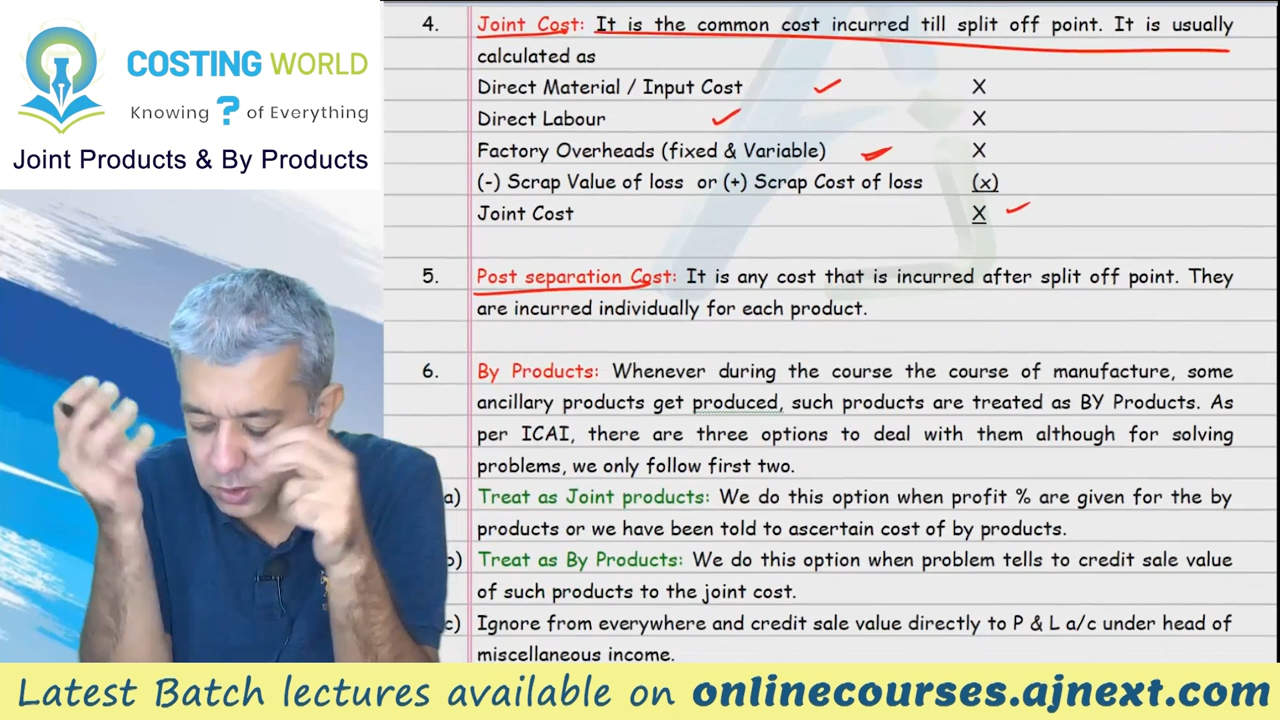 COSTING WORLD
Knowing ? of Everything
Joint Products & By Products
4. Joint Cost: It is the common cost incurred till split off point. It is usually
calculated as
Direct Material / Input Cost X
Direct Labour X
Factory Overheads (fixed & Variable) X
(-) Scrap Value of loss or (+) Scrap Cost of loss (x)
Joint Cost X
5. Post separation Cost: It is any cost that is incurred after split off point. They
are incurred individually for each product.
6. By Products: Whenever during the course the course of manufacture, some
ancillary products get produced, such products are treated as BY Products. As
per ICAI, there are three options to deal with them although for solving
problems, we only follow first two.
a) Treat as Joint products: We do this option when profit % are given for the by
products or we have been told to ascertain cost of by products.
b) Treat as By Products: We do this option when problem tells to credit sale value
of such products to the joint cost.
c) Ignore from everywhere and credit sale value directly to P & L a/c under head of
miscellaneous income.
Latest Batch lectures available on onlinecourses.ajnext.com